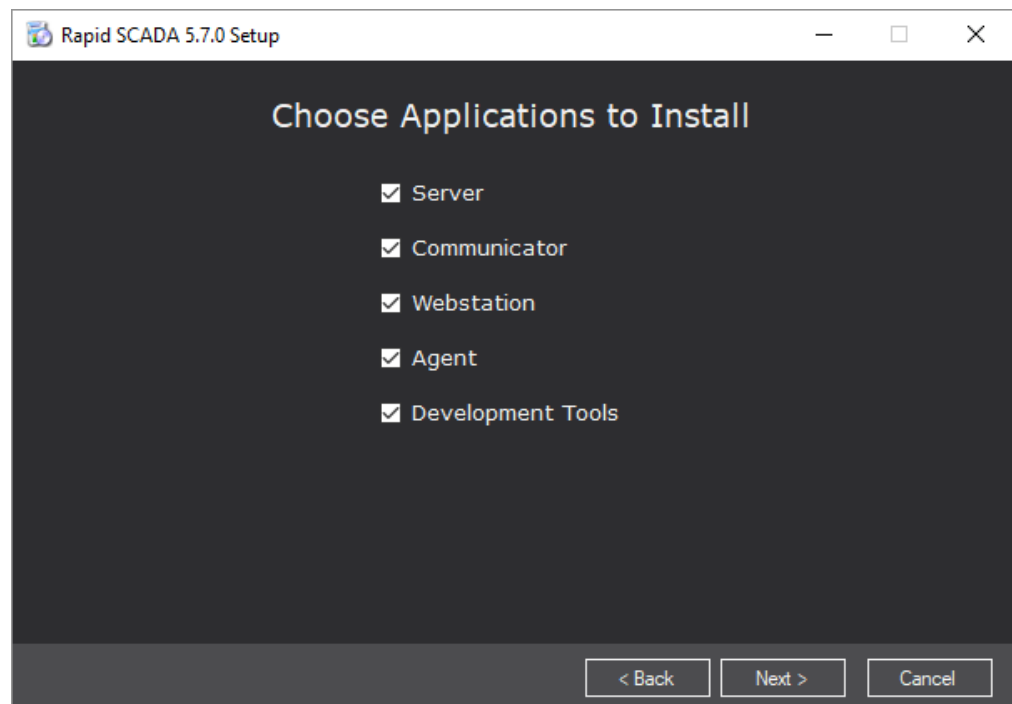 Rapid SCADA 5.7.0 Setup
Choose Applications to Install
Server
Communicator
Webstation
Agent
Development Tools
< Back Next > Cancel